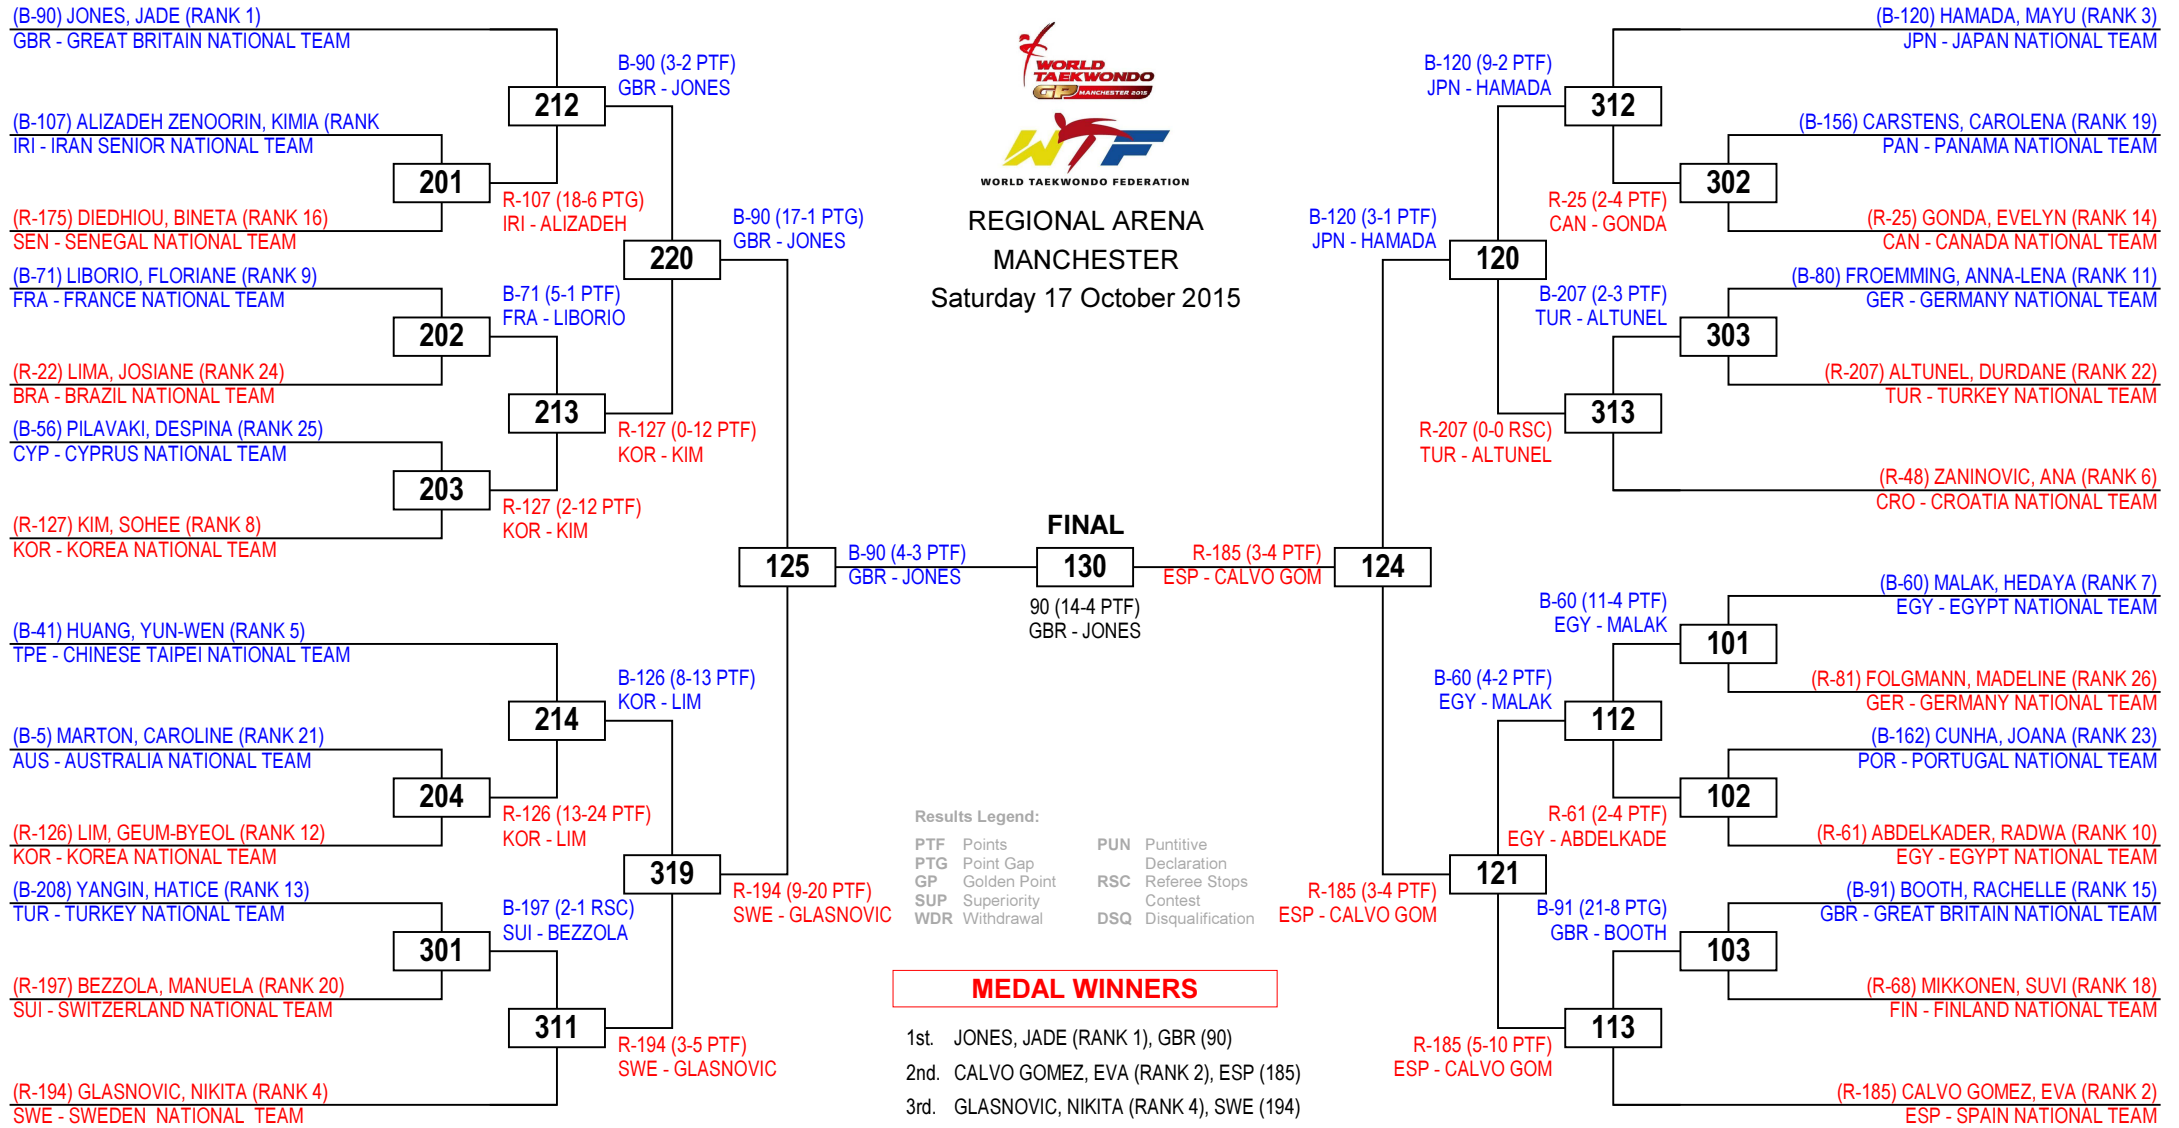 (B-90) JONES, JADE (RANK 1)
GBR - GREAT BRITAIN NATIONAL TEAM
(B-107) ALIZADEH ZENOORIN, KIMIA (RANK
IRI - IRAN SENIOR NATIONAL TEAM
(R-175) DIEDHIOU, BINETA (RANK 16)
SEN - SENEGAL NATIONAL TEAM
(B-71) LIBORIO, FLORIANE (RANK 9)
FRA - FRANCE NATIONAL TEAM
(R-22) LIMA, JOSIANE (RANK 24)
BRA - BRAZIL NATIONAL TEAM
(B-56) PILAVAKI, DESPINA (RANK 25)
CYP - CYPRUS NATIONAL TEAM
(R-127) KIM, SOHEE (RANK 8)
KOR - KOREA NATIONAL TEAM
(B-41) HUANG, YUN-WEN (RANK 5)
TPE - CHINESE TAIPEI NATIONAL TEAM
(B-5) MARTON, CAROLINE (RANK 21)
AUS - AUSTRALIA NATIONAL TEAM
(R-126) LIM, GEUM-BYEOL (RANK 12)
KOR - KOREA NATIONAL TEAM
(B-208) YANGIN, HATICE (RANK 13)
TUR - TURKEY NATIONAL TEAM
(R-197) BEZZOLA, MANUELA (RANK 20)
SUI - SWITZERLAND NATIONAL TEAM
(R-194) GLASNOVIC, NIKITA (RANK 4)
SWE - SWEDEN NATIONAL TEAM
201
R-107 (18-6 PTG)
IRI - ALIZADEH
202
B-71 (5-1 PTF)
FRA - LIBORIO
203
R-127 (2-12 PTF)
KOR - KIM
204
R-126 (13-24 PTF)
KOR - LIM
301
B-197 (2-1 RSC)
SUI - BEZZOLA
212
B-90 (3-2 PTF)
GBR - JONES
213
R-127 (0-12 PTF)
KOR - KIM
214
B-126 (8-13 PTF)
KOR - LIM
311
R-194 (3-5 PTF)
SWE - GLASNOVIC
220
B-90 (17-1 PTG)
GBR - JONES
319
R-194 (9-20 PTF)
SWE - GLASNOVIC
125
B-90 (4-3 PTF)
GBR - JONES
WORLD
TAEKWONDO
GP MANCHESTER 2015
WTF
WORLD TAEKWONDO FEDERATION
REGIONAL ARENA
MANCHESTER
Saturday 17 October 2015
FINAL
130
90 (14-4 PTF)
GBR - JONES
Results Legend:
PTF Points
PTG Point Gap
GP Golden Point
SUP Superiority
WDR Withdrawal
PUN Puntitive
Declaration
RSC Referee Stops
Contest
DSQ Disqualification
MEDAL WINNERS
1st. JONES, JADE (RANK 1), GBR (90)
2nd. CALVO GOMEZ, EVA (RANK 2), ESP (185)
3rd. GLASNOVIC, NIKITA (RANK 4), SWE (194)
R-185 (3-4 PTF)
ESP - CALVO GOM
124
B-120 (3-1 PTF)
JPN - HAMADA
120
R-185 (3-4 PTF)
ESP - CALVO GOM
121
B-120 (9-2 PTF)
JPN - HAMADA
312
R-207 (0-0 RSC)
TUR - ALTUNEL
313
B-60 (4-2 PTF)
EGY - MALAK
112
R-185 (5-10 PTF)
ESP - CALVO GOM
113
R-25 (2-4 PTF)
CAN - GONDA
302
B-207 (2-3 PTF)
TUR - ALTUNEL
303
B-60 (11-4 PTF)
EGY - MALAK
101
R-61 (2-4 PTF)
EGY - ABDELKADE
102
B-91 (21-8 PTG)
GBR - BOOTH
103
(B-120) HAMADA, MAYU (RANK 3)
JPN - JAPAN NATIONAL TEAM
(B-156) CARSTENS, CAROLENA (RANK 19)
PAN - PANAMA NATIONAL TEAM
(R-25) GONDA, EVELYN (RANK 14)
CAN - CANADA NATIONAL TEAM
(B-80) FROEMMING, ANNA-LENA (RANK 11)
GER - GERMANY NATIONAL TEAM
(R-207) ALTUNEL, DURDANE (RANK 22)
TUR - TURKEY NATIONAL TEAM
(R-48) ZANINOVIC, ANA (RANK 6)
CRO - CROATIA NATIONAL TEAM
(B-60) MALAK, HEDAYA (RANK 7)
EGY - EGYPT NATIONAL TEAM
(R-81) FOLGMANN, MADELINE (RANK 26)
GER - GERMANY NATIONAL TEAM
(B-162) CUNHA, JOANA (RANK 23)
POR - PORTUGAL NATIONAL TEAM
(R-61) ABDELKADER, RADWA (RANK 10)
EGY - EGYPT NATIONAL TEAM
(B-91) BOOTH, RACHELLE (RANK 15)
GBR - GREAT BRITAIN NATIONAL TEAM
(R-68) MIKKONEN, SUVI (RANK 18)
FIN - FINLAND NATIONAL TEAM
(R-185) CALVO GOMEZ, EVA (RANK 2)
ESP - SPAIN NATIONAL TEAM